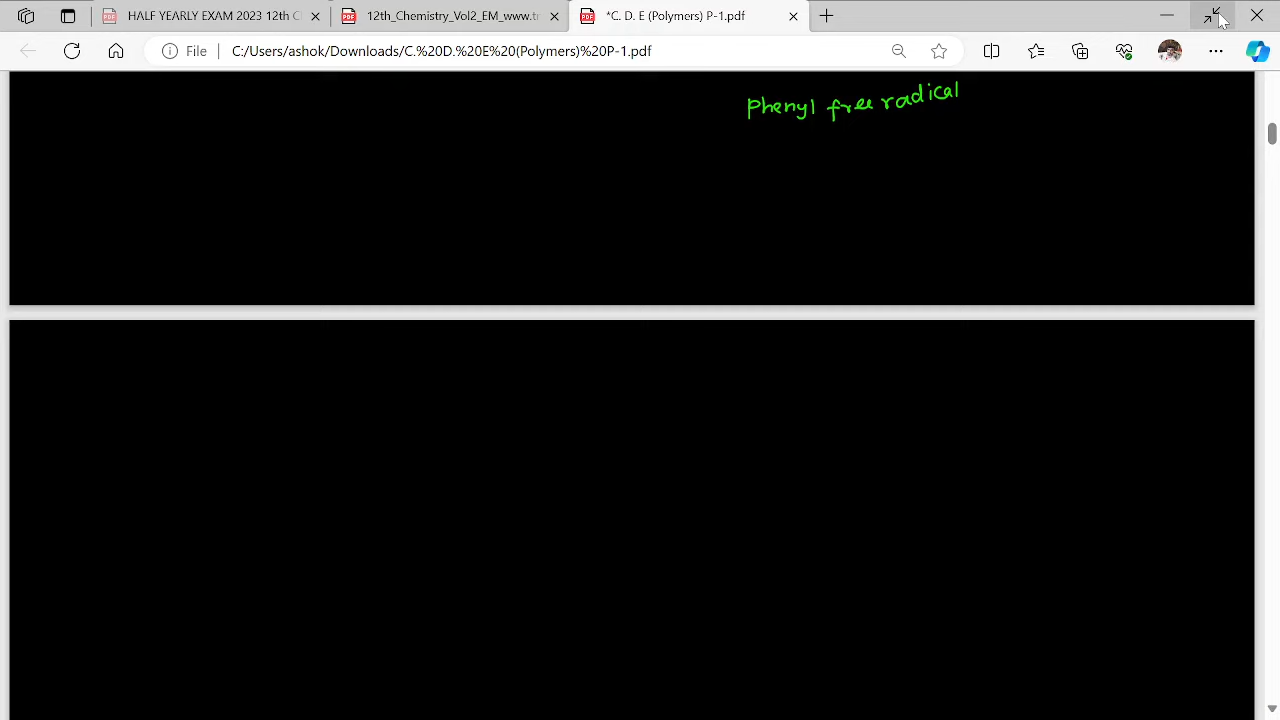 HALF YEARLY EXAM 2023 12th C
12th_Chemistry_Vol2_EM_www.tr
*C. D. E (Polymers) P-1.pdf
File
C:/Users/ashok/Downloads/C.%20D.%20E%20(Polymers)%20P-1.pdf
Phenyl free radical